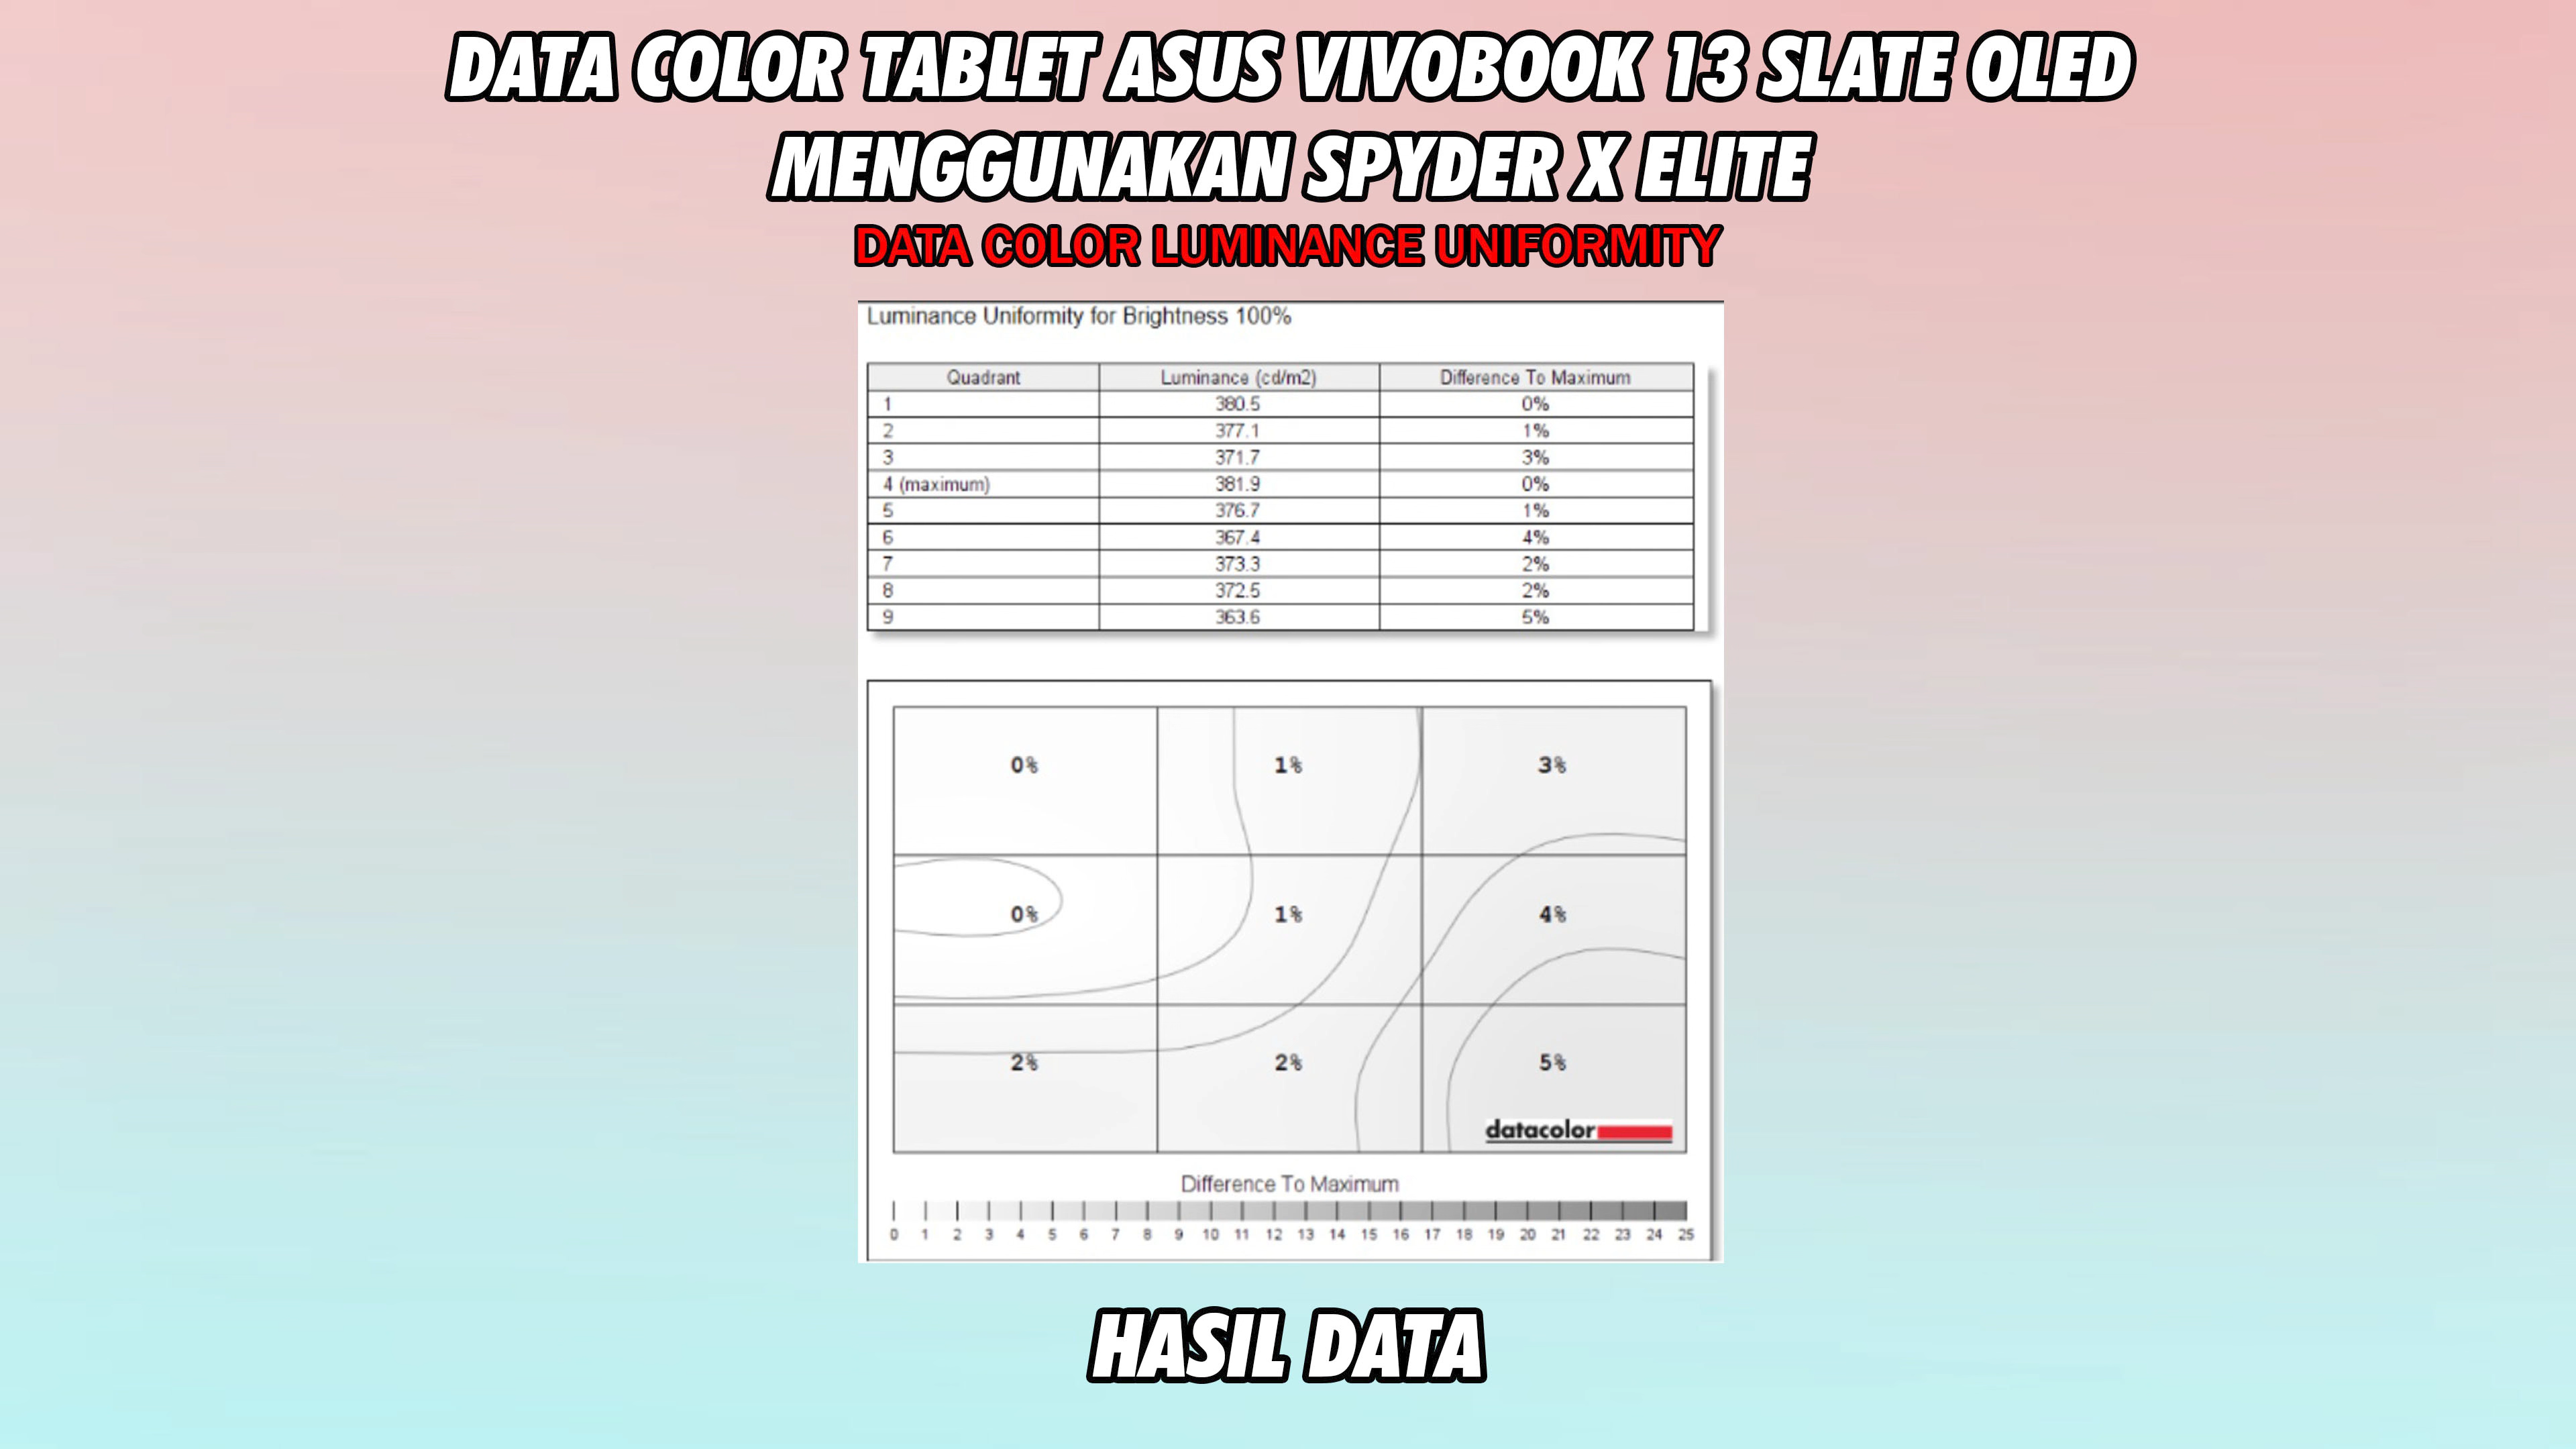 DATA COLOR TABLET ASUS VIVOBOOK 13 SLATE OLED
MENGGUNAKAN SPYDER X ELITE
DATA COLOR LUMINANCE UNIFORMITY
Luminance Uniformity for Brightness 100%
Quadrant Luminance (cd/m2) Difference To Maximum
1 380.5 0%
2 377.1 1%
3 371.7 3%
4 (maximum) 381.9 0%
5 376.7 1%
6 367.4 4%
7 373.3 2%
8 372.5 2%
9 363.6 5%
0% 1% 3%
0% 1% 4%
2% 2% 5%
datacolor
Difference To Maximum
0 1 2 3 4 5 6 7 8 9 10 11 12 13 14 15 16 17 18 19 20 21 22 23 24 25
HASIL DATA